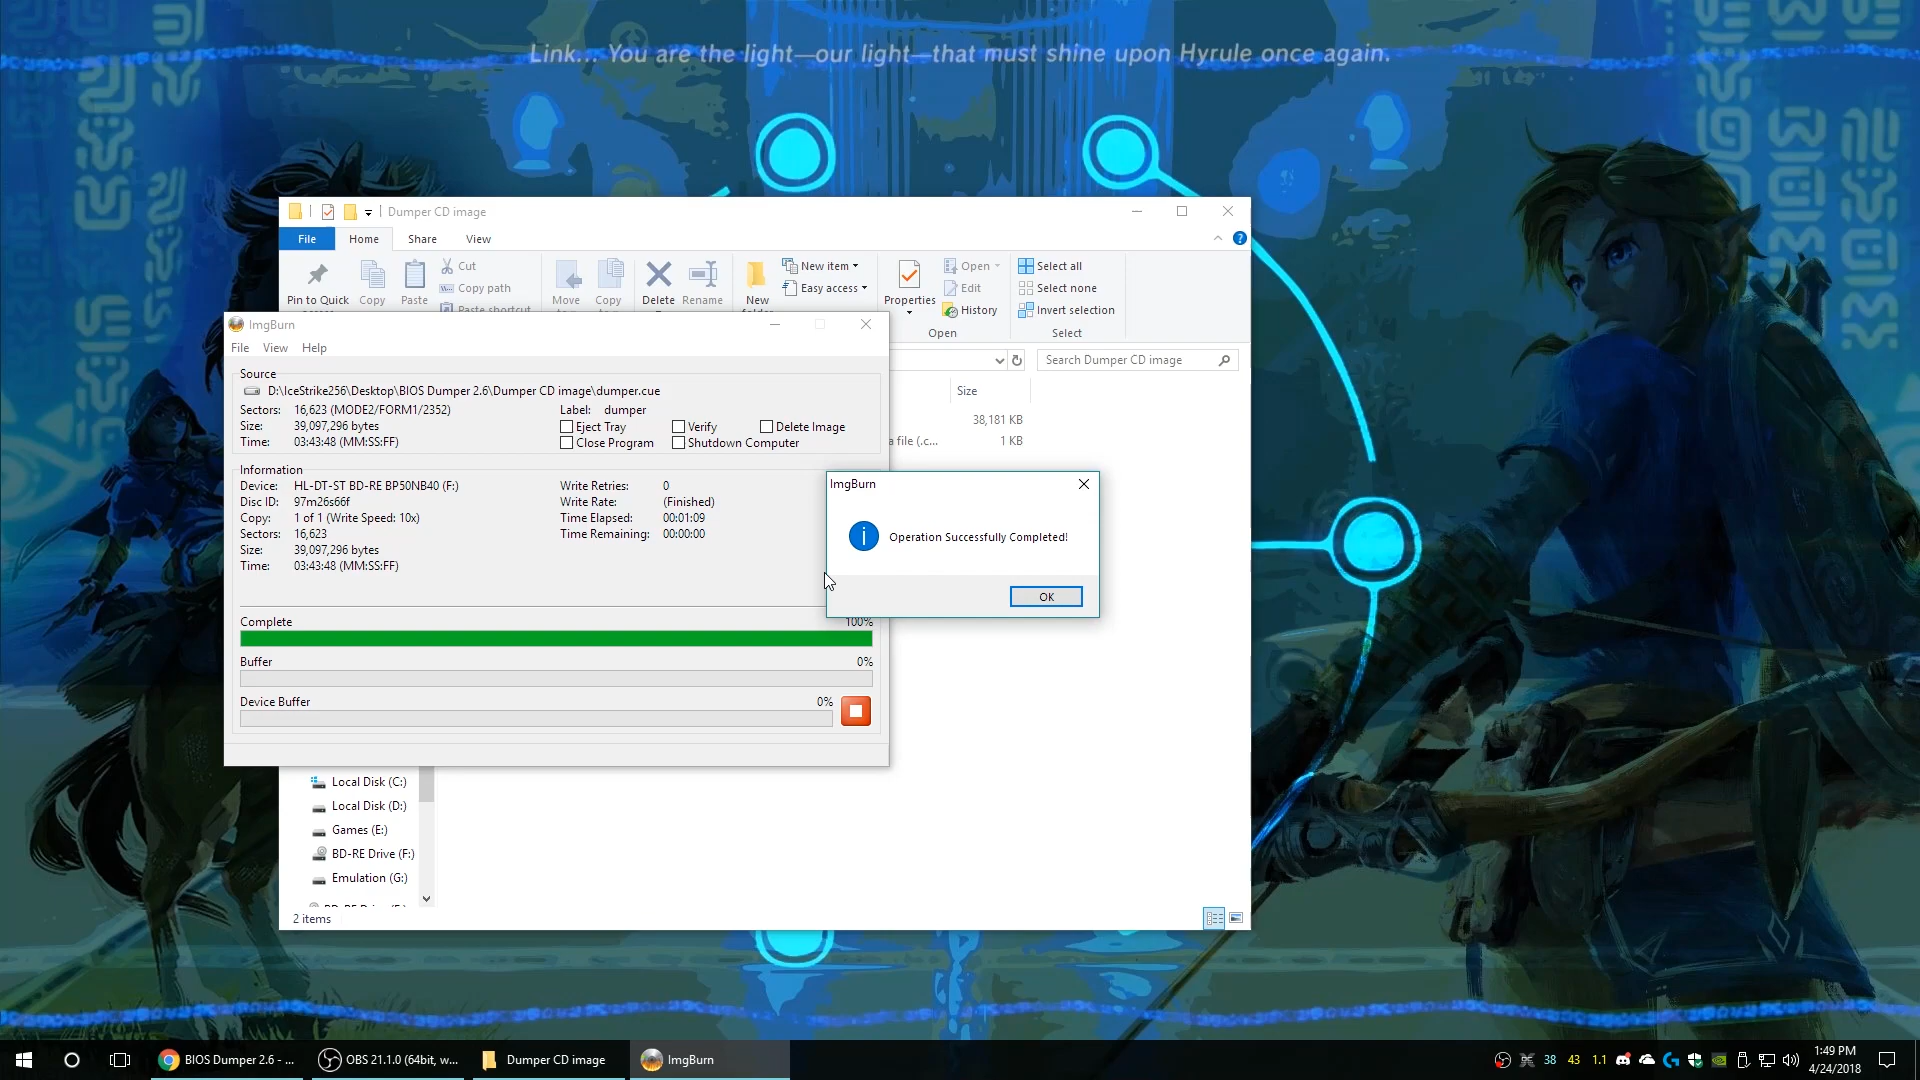 Link... You are the light—our light—that must shine upon Hyrule once again.
Dumper CD image
File Home Share View
Pin to Quick
Copy
Paste
Cut
Copy path
Paste shortcut
Move
Copy
Delete
Rename
New
New item
Easy access
Properties
Open
Edit
History
Open
Select all
Select none
Invert selection
Select
Search Dumper CD image
Size
38,181 KB
a file (.c... 1 KB
ImgBurn
File View Help
Source
D:\IceStrike256\Desktop\BIOS Dumper 2.6\Dumper CD image\dumper.cue
Sectors: 16,623 (MODE2/FORM1/2352)
Size: 39,097,296 bytes
Time: 03:43:48 (MM:SS:FF)
Label: dumper
Eject Tray Verify Delete Image
Close Program Shutdown Computer
Information
Device: HL-DT-ST BD-RE BP50NB40 (F:)
Disc ID: 97m26s66f
Copy: 1 of 1 (Write Speed: 10x)
Sectors: 16,623
Size: 39,097,296 bytes
Time: 03:43:48 (MM:SS:FF)
Write Retries: 0
Write Rate: (Finished)
Time Elapsed: 00:01:09
Time Remaining: 00:00:00
Complete 100%
Buffer 0%
Device Buffer 0%
ImgBurn
Operation Successfully Completed!
OK
Local Disk (C:)
Local Disk (D:)
Games (E:)
BD-RE Drive (F:)
Emulation (G:)
2 items
BIOS Dumper 2.6 - ...
OBS 21.1.0 (64bit, w...
Dumper CD image
ImgBurn
38 43 1.1
1:49 PM
4/24/2018